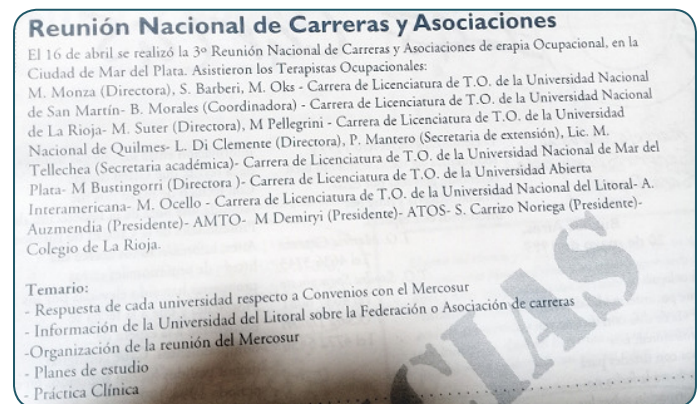 Reunión Nacional de Carreras y Asociaciones
El 16 de abril se realizó la 3º Reunión Nacional de Carreras y Asociaciones de erapia Ocupacional, en la
Ciudad de Mar del Plata. Asistieron los Terapistas Ocupacionales:
M. Monza (Directora), S. Barberi, M. Oks - Carrera de Licenciatura de T.O. de la Universidad Nacional
de San Martín- B. Morales (Coordinadora) - Carrera de Licenciatura de T.O. de la Universidad Nacional
de La Rioja- M. Suter (Directora), M Pellegrini - Carrera de Licenciatura de T.O. de la Universidad
Nacional de Quilmes- L. Di Clemente (Directora), P. Mantero (Secretaria de extensión), Lic. M.
Tellechea (Secretaria académica)- Carrera de Licenciatura de T.O. de la Universidad Nacional de Mar del
Plata- M Bustingorri (Directora )- Carrera de Licenciatura de T.O. de la Universidad Abierta
Interamericana- M. Ocello - Carrera de Licenciatura de T.O. de la Universidad Nacional del Litoral- A.
Auzmendia (Presidente)- AMTO- M Demiryi (Presidente)- ATOS- S. Carrizo Noriega (Presidente)-
Colegio de La Rioja.
Temario:
- Respuesta de cada universidad respecto a Convenios con el Mercosur
- Información de la Universidad del Litoral sobre la Federación o Asociación de carreras
-Organización de la reunión del Mercosur
- Planes de estudio
- Práctica Clínica